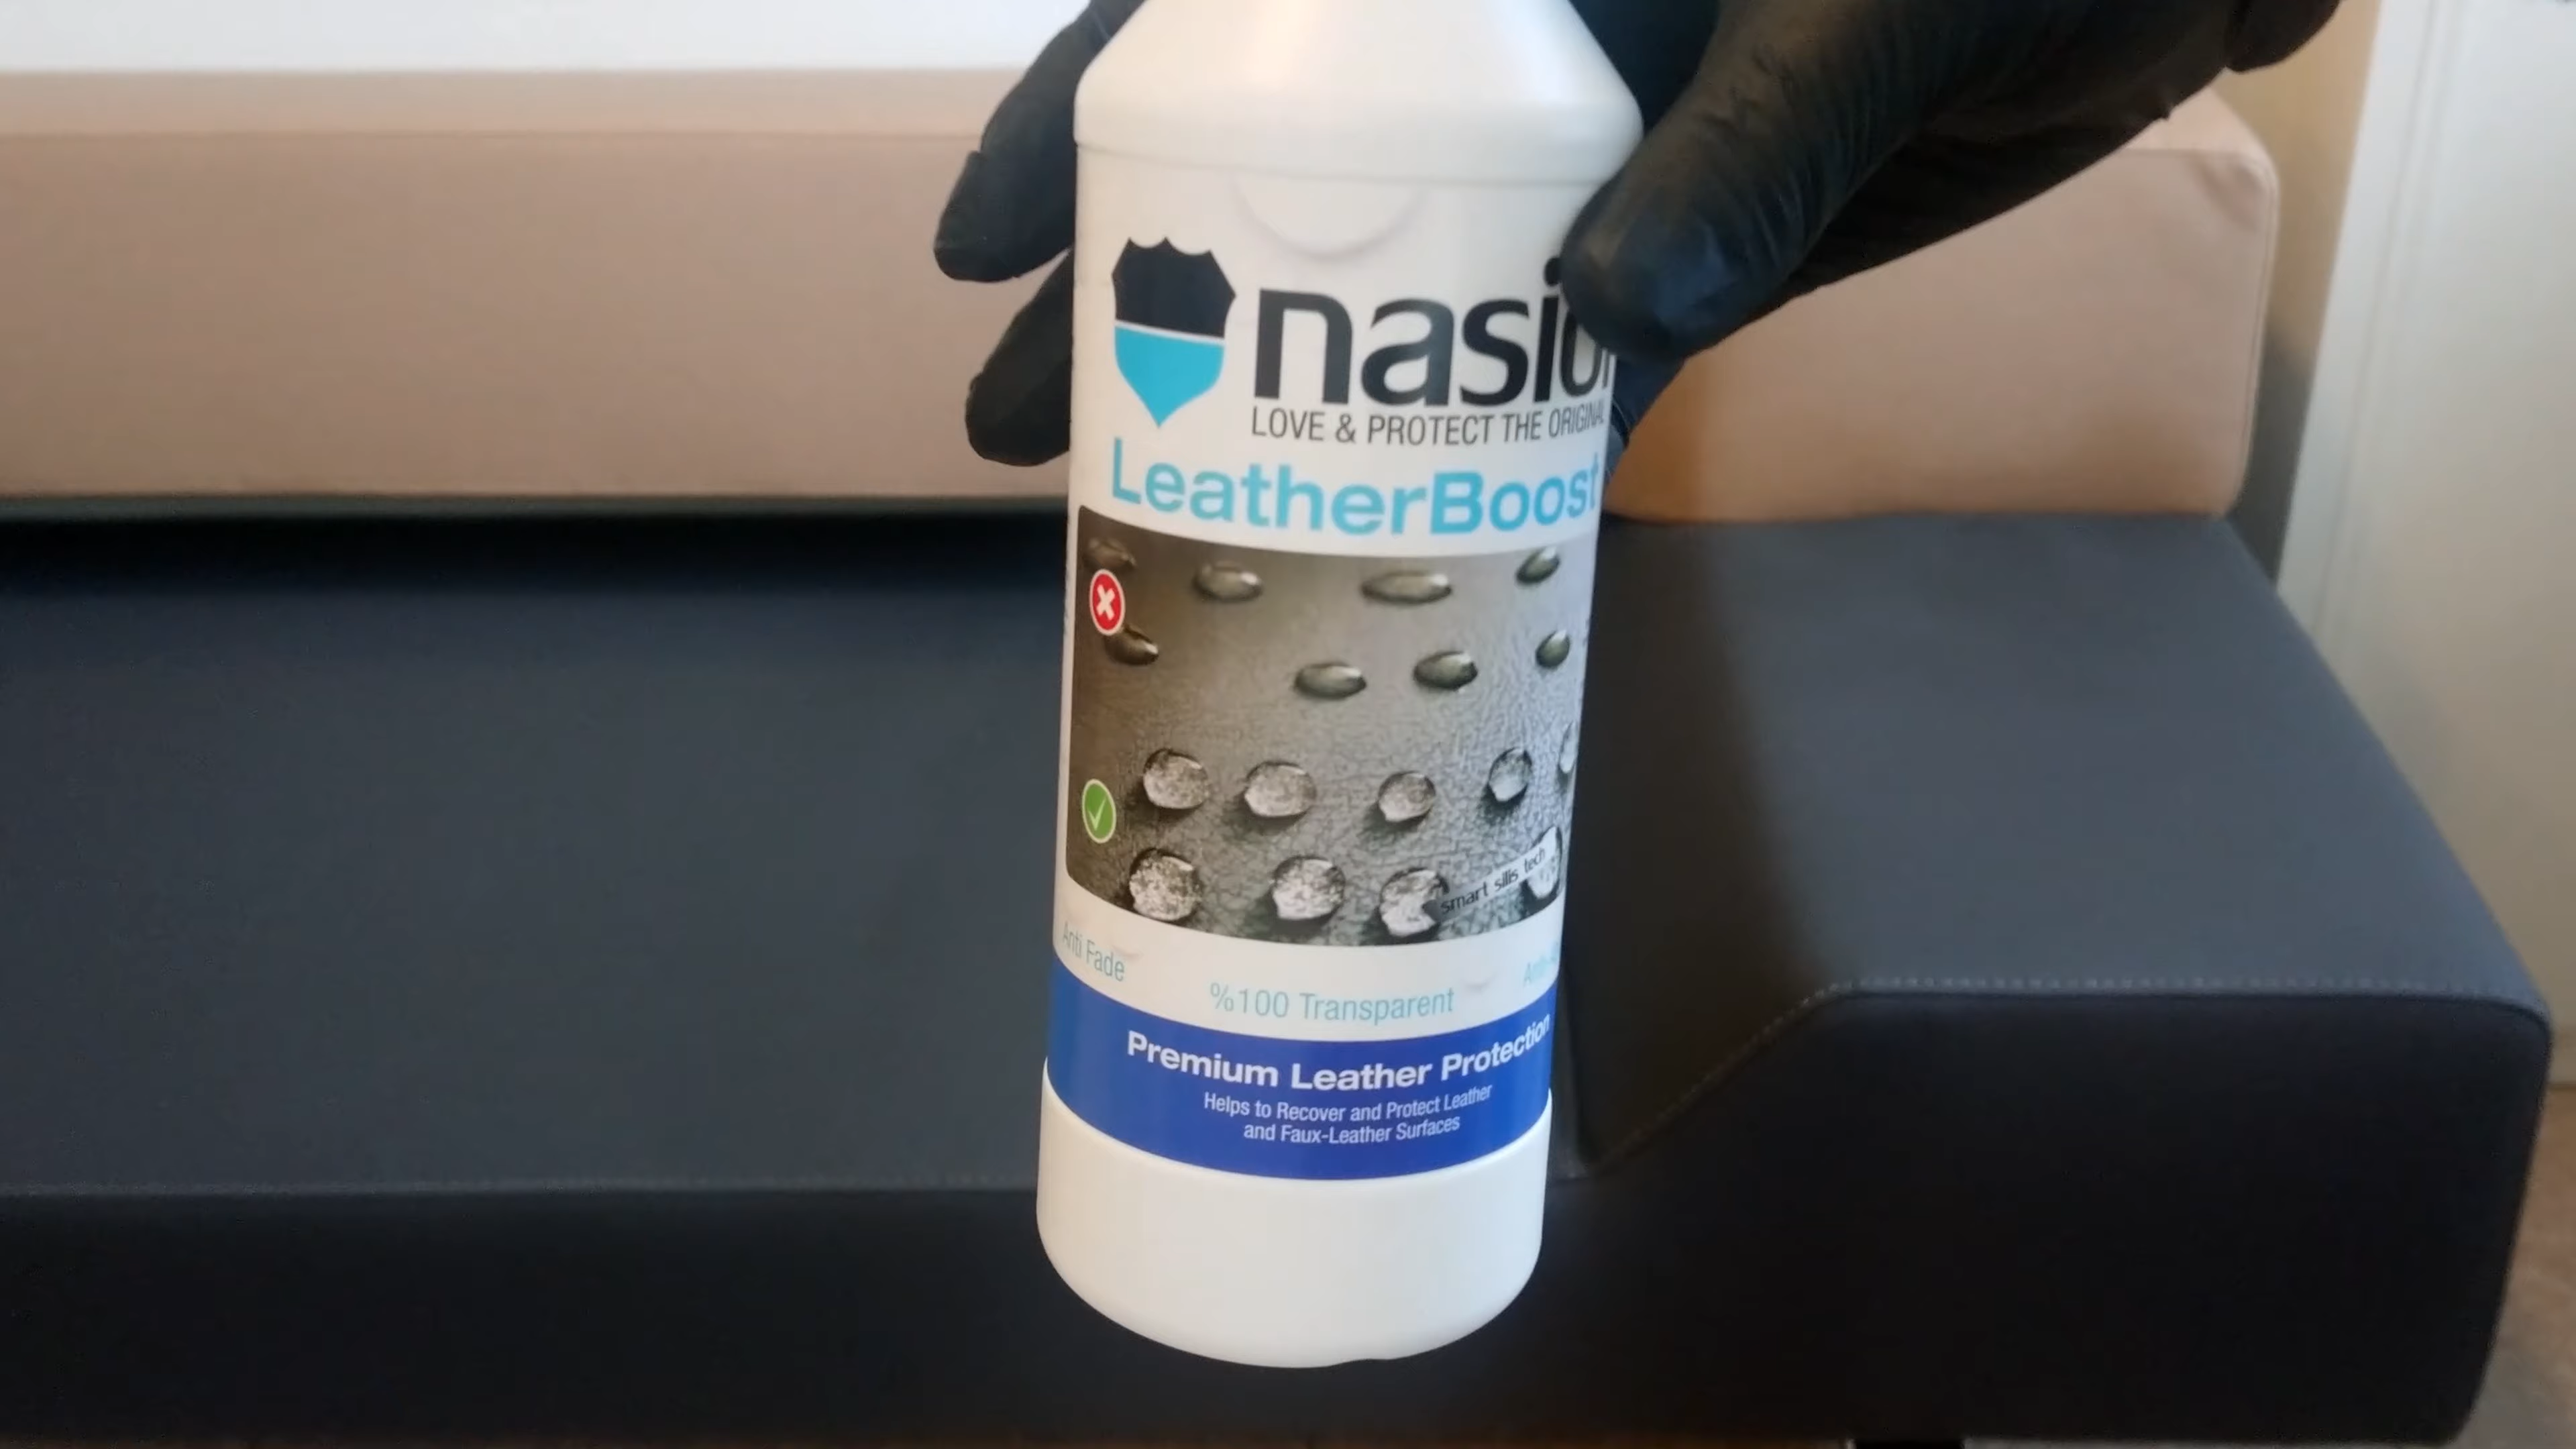 LOVE & PROTECT THE ORIGINAL
LeatherBoost
smart silis tech
Anti Fade
%100 Transparent
Premium Leather Protection
Helps to Recover and Protect Leather
and Faux-Leather Surfaces